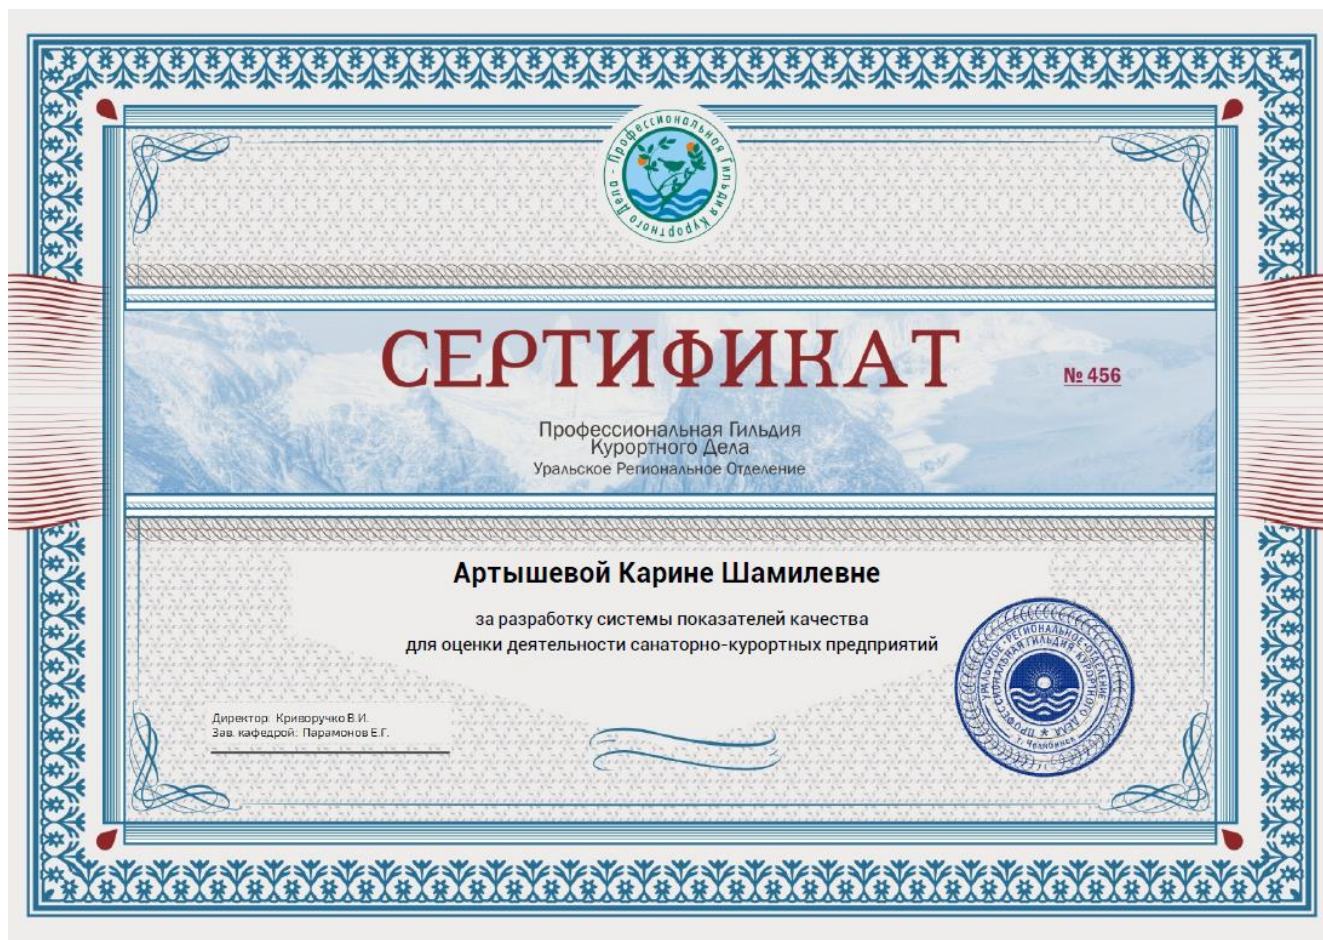 Профессиональная Гильдия Курортного Дела -
СЕРТИФИКАТ
№ 456
Профессиональная Гильдия
Курортного Дела
Уральское Региональное Отделение
Артышевой Карине Шамилевне
за разработку системы показателей качества
для оценки деятельности санаторно-курортных предприятий
УРАЛЬСКОЕ РЕГИОНАЛЬНОЕ ОТДЕЛЕНИЕ
ПРОФЕССИОНАЛЬНАЯ ГИЛЬДИЯ КУРОРТНОГО ДЕЛА
г. Челябинск
Директор: Криворучко В.И.
Зав. кафедрой: Парамонов Е.Г.